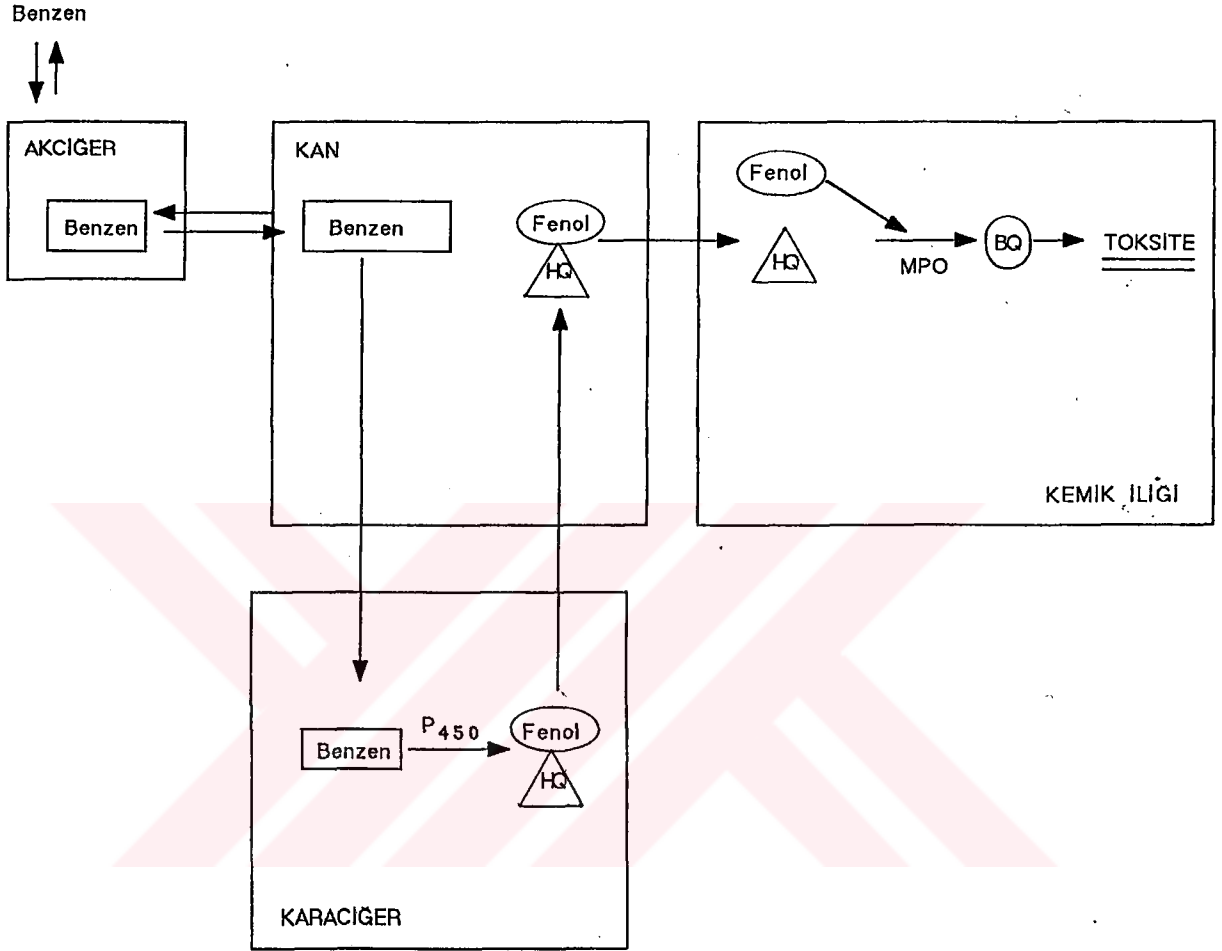 Benzen
AKCİĞER
Benzen
KAN
Benzen
Fenol
HQ
Fenol
HQ
MPO
BQ
TOKSİTE
KEMİK İLİĞİ
Benzen
P450
Fenol
HQ
KARACİĞER